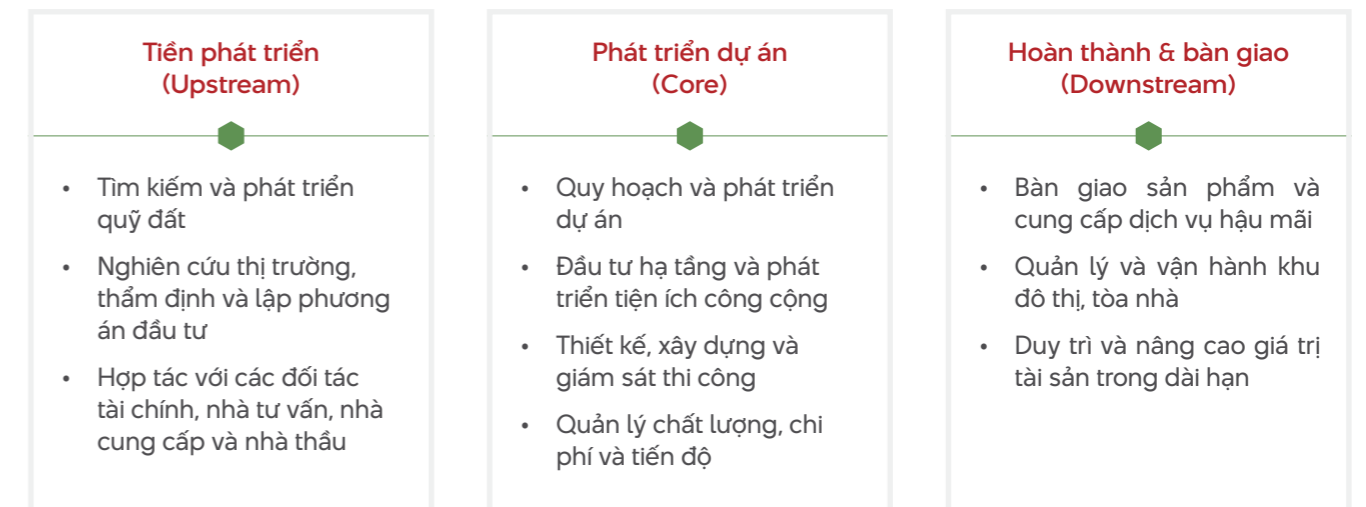 Tiền phát triển
(Upstream)
• Tìm kiếm và phát triển
quỹ đất
• Nghiên cứu thị trường,
thẩm định và lập phương
án đầu tư
• Hợp tác với các đối tác
tài chính, nhà tư vấn, nhà
cung cấp và nhà thầu
Phát triển dự án
(Core)
• Quy hoạch và phát triển
dự án
• Đầu tư hạ tầng và phát
triển tiện ích công cộng
• Thiết kế, xây dựng và
giám sát thi công
• Quản lý chất lượng, chi
phí và tiến độ
Hoàn thành & bàn giao
(Downstream)
• Bàn giao sản phẩm và
cung cấp dịch vụ hậu mãi
• Quản lý và vận hành khu
đô thị, tòa nhà
• Duy trì và nâng cao giá trị
tài sản trong dài hạn